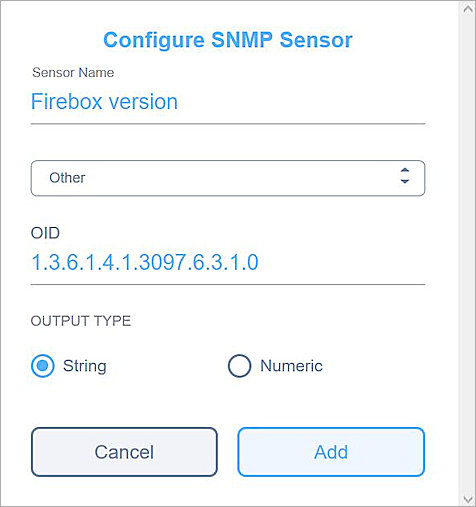 Configure SNMP Sensor
Sensor Name
Firebox version
Other
OID
1.3.6.1.4.1.3097.6.3.1.0
OUTPUT TYPE
String Numeric
Cancel Add